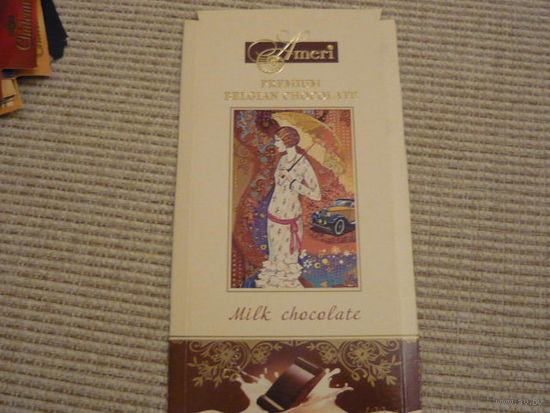 Ameri
PREMIUM
BELGIAN CHOCOLATE
Milk chocolate